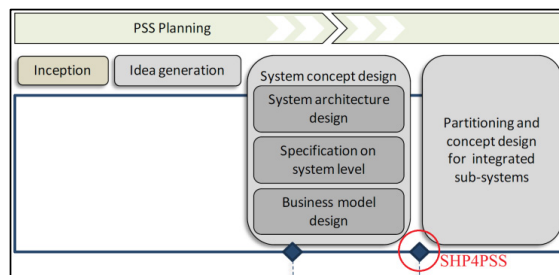 PSS Planning
Inception
Idea generation
System concept design
System architecture
design
Specification on
system level
Business model
design
Partitioning and
concept design
for integrated
sub-systems
SHP4PSS